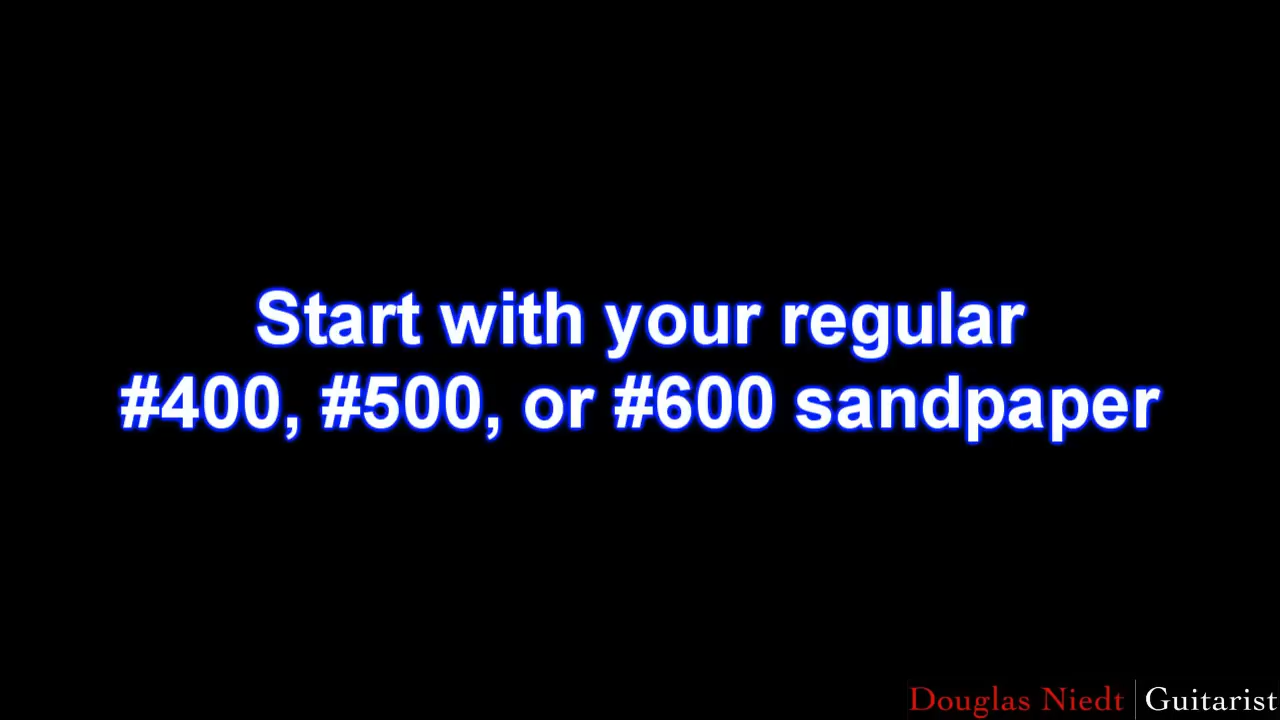 Start with your regular
#400, #500, or #600 sandpaper
Douglas Niedt | Guitarist